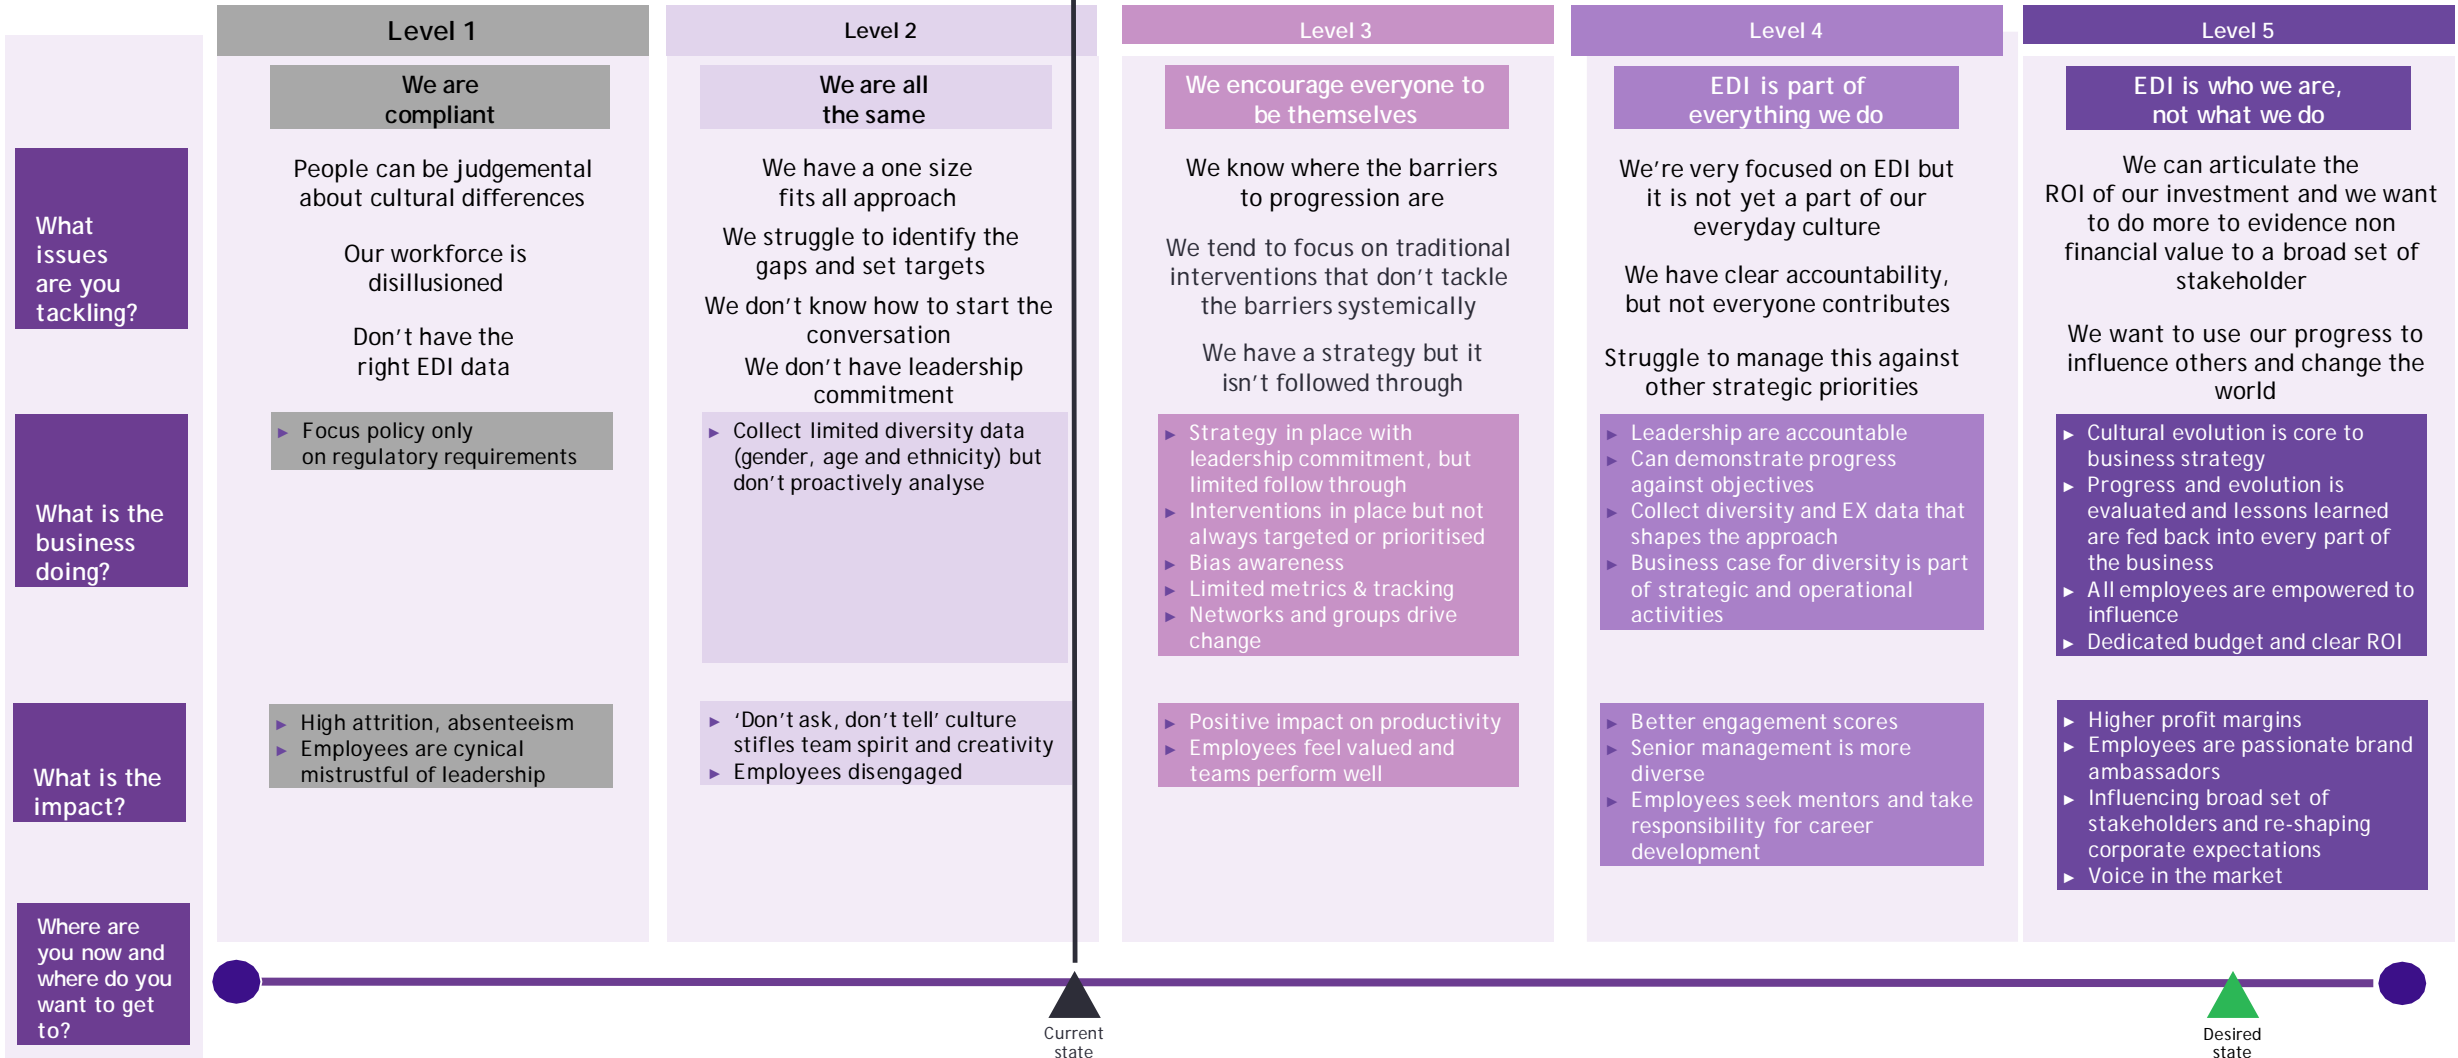 Level 1
Level 2
Level 3
Level 4
Level 5
We are
compliant
We are all
the same
We encourage everyone to
be themselves
EDI is part of
everything we do
EDI is who we are,
not what we do
What
issues
are you
tackling?
People can be judgemental
about cultural differences
Our workforce is
disillusioned
Don't have the
right EDI data
We have a one size
fits all approach
We struggle to identify the
gaps and set targets
We don't know how to start the
conversation
We don't have leadership
commitment
We know where the barriers
to progression are
We tend to focus on traditional
interventions that don't tackle
the barriers systemically
We have a strategy but it
isn't followed through
We're very focused on EDI but
it is not yet a part of our
everyday culture
We have clear accountability,
but not everyone contributes
Struggle to manage this against
other strategic priorities
We can articulate the
ROI of our investment and we want
to do more to evidence non
financial value to a broad set of
stakeholder
We want to use our progress to
influence others and change the
world
What is the
business
doing?
► Focus policy only
on regulatory requirements
► Collect limited diversity data
(gender, age and ethnicity) but
don't proactively analyse
► Strategy in place with
leadership commitment, but
limited follow through
► Interventions in place but not
always targeted or prioritised
► Bias awareness
► Limited metrics & tracking
► Networks and groups drive
change
► Leadership are accountable
► Can demonstrate progress
against objectives
► Collect diversity and EX data that
shapes the approach
► Business case for diversity is part
of strategic and operational
activities
► Cultural evolution is core to
business strategy
► Progress and evolution is
evaluated and lessons learned
are fed back into every part of
the business
► All employees are empowered to
influence
► Dedicated budget and clear ROI
What is the
impact?
► High attrition, absenteeism
► Employees are cynical
mistrustful of leadership
► 'Don't ask, don't tell' culture
stifles team spirit and creativity
► Employees disengaged
► Positive impact on productivity
► Employees feel valued and
teams perform well
► Better engagement scores
► Senior management is more
diverse
► Employees seek mentors and take
responsibility for career
development
► Higher profit margins
► Employees are passionate brand
ambassadors
► Influencing broad set of
stakeholders and re-shaping
corporate expectations
► Voice in the market
Where are
you now and
where do you
want to get
to?
Current
state
Desired
state